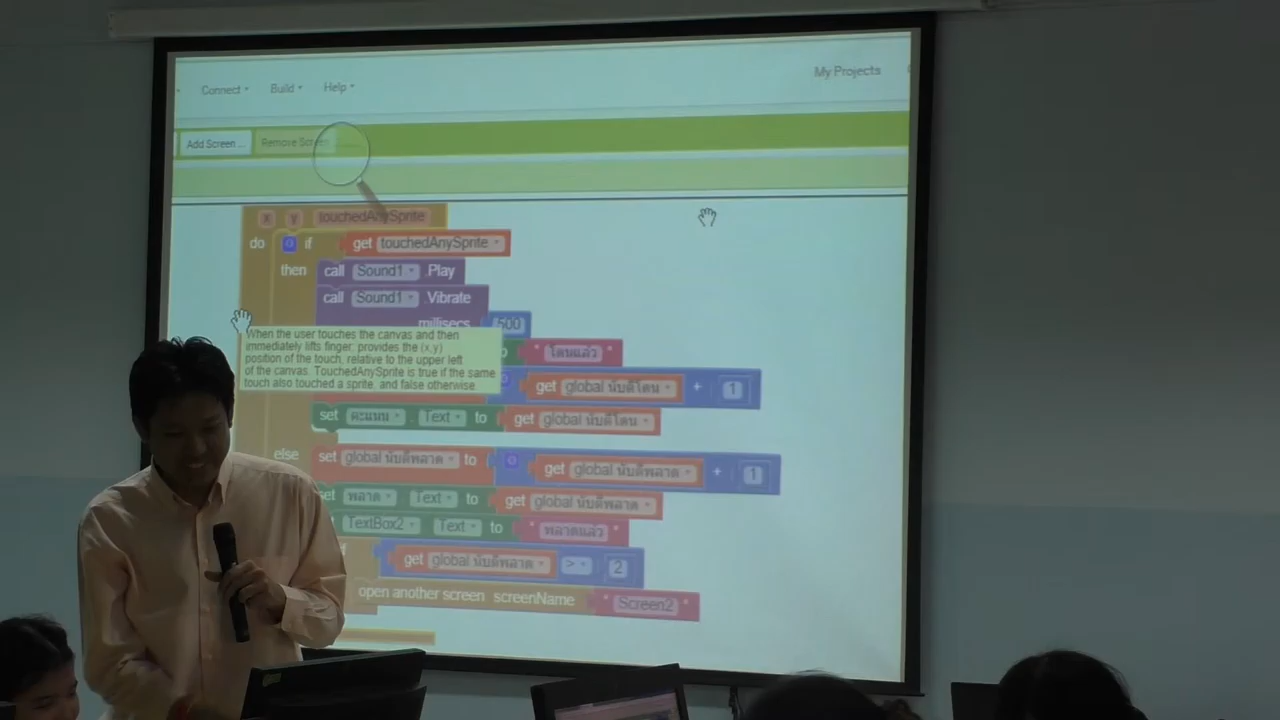 Connect Build Help My Projects
Add Screen ... Remove Screen
x y touchedAnySprite
do if get touchedAnySprite
then call Sound1 .Play
call Sound1 .Vibrate
millisecs 500
When the user touches the canvas and then
immediately lifts finger: provides the (x,y)
position of the touch, relative to the upper left
of the canvas. TouchedAnySprite is true if the same
touch also touched a sprite, and false otherwise.
" โดนแล้ว "
get global นับตีโดน + 1
set คะแนน . Text to get global นับตีโดน
else set global นับตีพลาด to get global นับตีพลาด + 1
set พลาด . Text to get global นับตีพลาด
TextBox2 . Text to " พลาดแล้ว "
get global นับตีพลาด > 2
open another screen screenName " Screen2 "